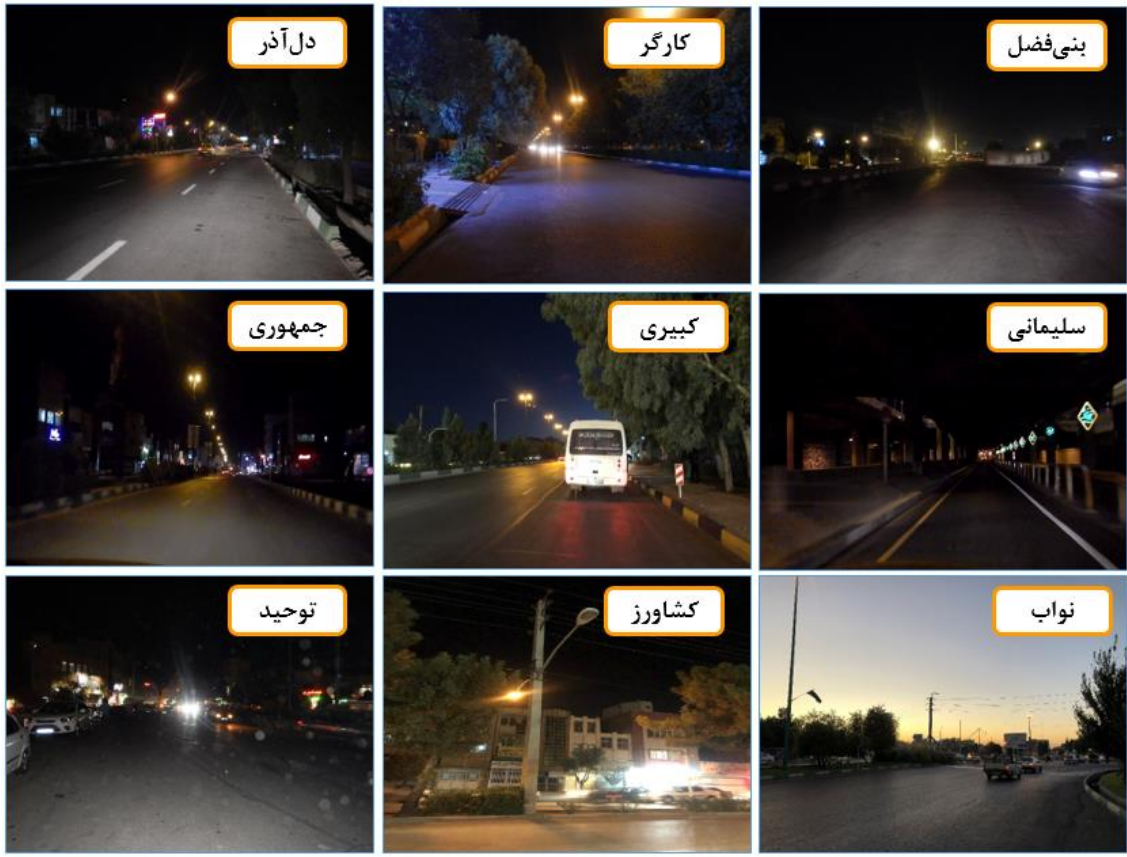 بنی‌فضل
کارگر
دل‌آذر
سلیمانی
کبیری
جمهوری
نواب
کشاورز
توحید